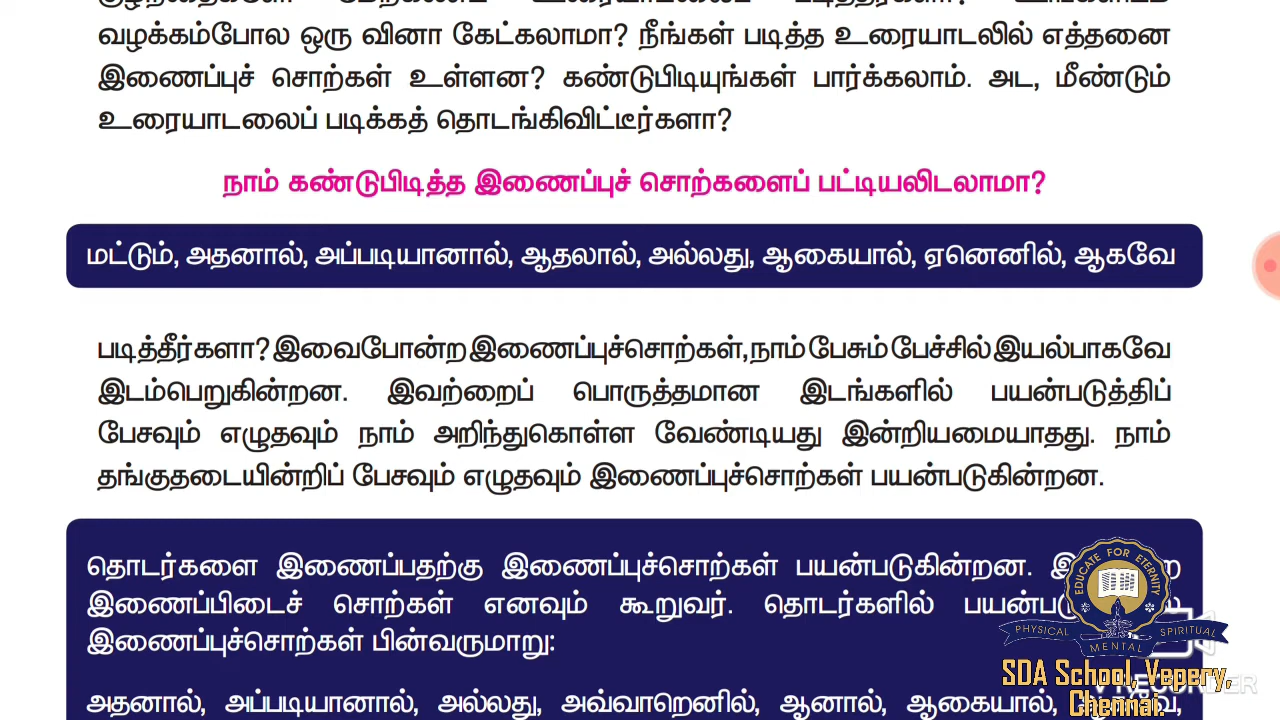 வழக்கம்போல ஒரு வினா கேட்கலாமா? நீங்கள் படித்த உரையாடலில் எத்தனை
இணைப்புச் சொற்கள் உள்ளன? கண்டுபிடியுங்கள் பார்க்கலாம். அட, மீண்டும்
உரையாடலைப் படிக்கத் தொடங்கிவிட்டீர்களா?
நாம் கண்டுபிடித்த இணைப்புச் சொற்களைப் பட்டியலிடலாமா?
மட்டும், அதனால், அப்படியானால், ஆதலால், அல்லது, ஆகையால், ஏனெனில், ஆகவே
படித்தீர்களா? இவைபோன்ற இணைப்புச்சொற்கள், நாம் பேசும் பேச்சில் இயல்பாகவே
இடம்பெறுகின்றன. இவற்றைப் பொருத்தமான இடங்களில் பயன்படுத்திப்
பேசவும் எழுதவும் நாம் அறிந்துகொள்ள வேண்டியது இன்றியமையாதது. நாம்
தங்குதடையின்றிப் பேசவும் எழுதவும் இணைப்புச்சொற்கள் பயன்படுகின்றன.
தொடர்களை இணைப்பதற்கு இணைப்புச்சொற்கள் பயன்படுகின்றன.
இணைப்பிடைச் சொற்கள் எனவும் கூறுவர். தொடர்களில்
இணைப்புச்சொற்கள் பின்வருமாறு:
அதனால், அப்படியானால், அல்லது, அவ்வாறெனில், ஆனால், ஆகையால்,
EDUCATE FOR ETERNITY
PHYSICAL MENTAL SPIRITUAL
SDA School, Vepery,
Chennai.